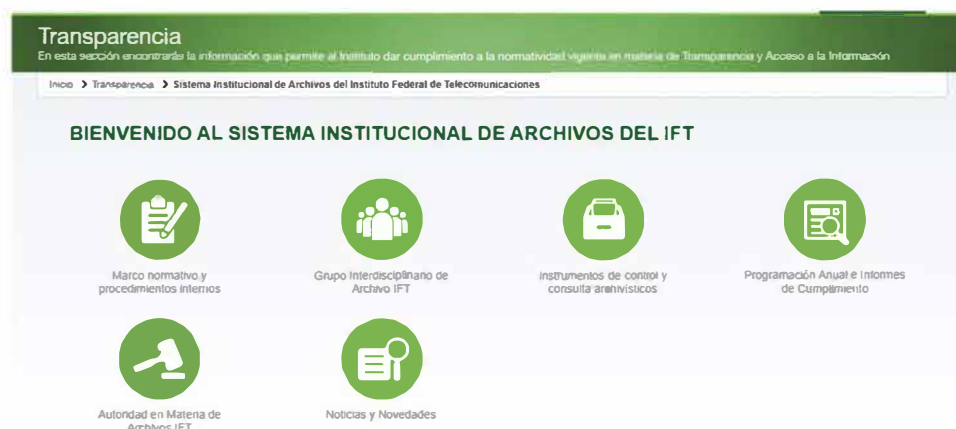 Transparencia
En esta sección encontrarás la información que permite al Instituto dar cumplimiento a la normatividad vigente en materia de Transparencia y Acceso a la Información
Inicio > Transparencia > Sistema Institucional de Archivos del Instituto Federal de Telecomunicaciones
BIENVENIDO AL SISTEMA INSTITUCIONAL DE ARCHIVOS DEL IFT
Marco normativo y
procedimientos internos
Grupo Interdisciplinario de
Archivo IFT
Instrumentos de control y
consulta archivísticos
Programación Anual e Informes
de Cumplimiento
Autoridad en Materia de
Archivos IFT
Noticias y Novedades